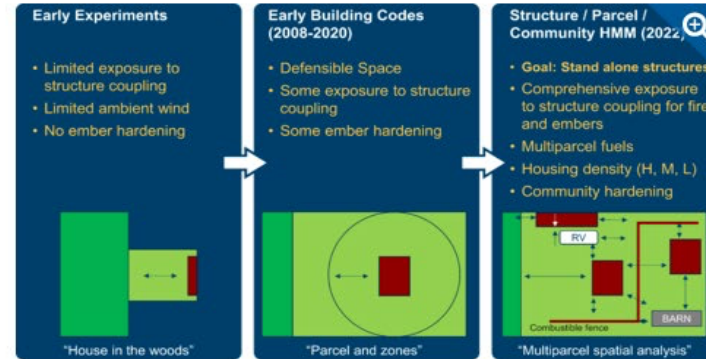 Early Experiments
• Limited exposure to
structure coupling
• Limited ambient wind
• No ember hardening
"House in the woods"
Early Building Codes
(2008-2020)
• Defensible Space
• Some exposure to structure
coupling
• Some ember hardening
"Parcel and zones"
Structure / Parcel /
Community HMM (2022)
• Goal: Stand alone structures
• Comprehensive exposure
to structure coupling for fire
and embers
• Multiparcel fuels
• Housing density (H, M, L)
• Community hardening
RV
BARN
Combustible fence
"Multiparcel spatial analysis"